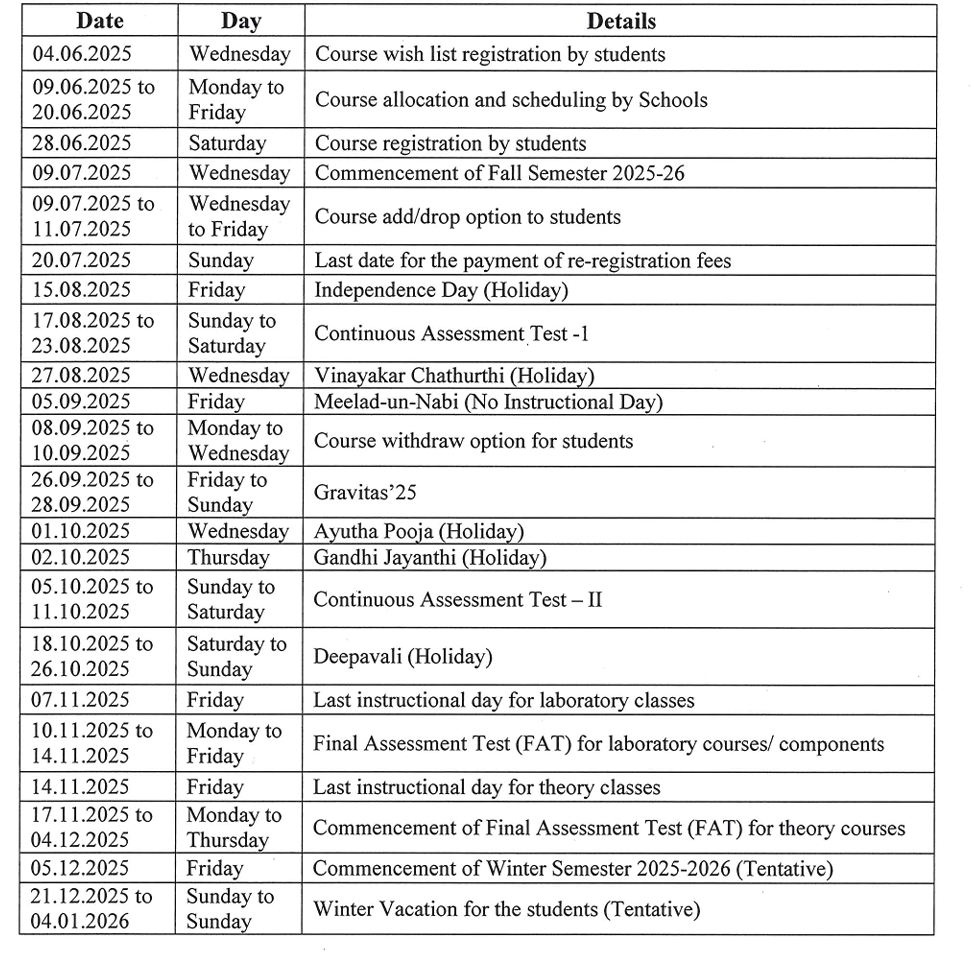 Date Day Details
04.06.2025 Wednesday Course wish list registration by students
09.06.2025 to Monday to
20.06.2025 Friday Course allocation and scheduling by Schools
28.06.2025 Saturday Course registration by students
09.07.2025 Wednesday Commencement of Fall Semester 2025-26
09.07.2025 to Wednesday
11.07.2025 to Friday Course add/drop option to students
20.07.2025 Sunday Last date for the payment of re-registration fees
15.08.2025 Friday Independence Day (Holiday)
17.08.2025 to Sunday to
23.08.2025 Saturday Continuous Assessment Test -1
27.08.2025 Wednesday Vinayakar Chathurthi (Holiday)
05.09.2025 Friday Meelad-un-Nabi (No Instructional Day)
08.09.2025 to Monday to
10.09.2025 Wednesday Course withdraw option for students
26.09.2025 to Friday to
28.09.2025 Sunday Gravitas’25
01.10.2025 Wednesday Ayutha Pooja (Holiday)
02.10.2025 Thursday Gandhi Jayanthi (Holiday)
05.10.2025 to Sunday to
11.10.2025 Saturday Continuous Assessment Test – II
18.10.2025 to Saturday to
26.10.2025 Sunday Deepavali (Holiday)
07.11.2025 Friday Last instructional day for laboratory classes
10.11.2025 to Monday to
14.11.2025 Friday Final Assessment Test (FAT) for laboratory courses/ components
14.11.2025 Friday Last instructional day for theory classes
17.11.2025 to Monday to
04.12.2025 Thursday Commencement of Final Assessment Test (FAT) for theory courses
05.12.2025 Friday Commencement of Winter Semester 2025-2026 (Tentative)
21.12.2025 to Sunday to
04.01.2026 Sunday Winter Vacation for the students (Tentative)